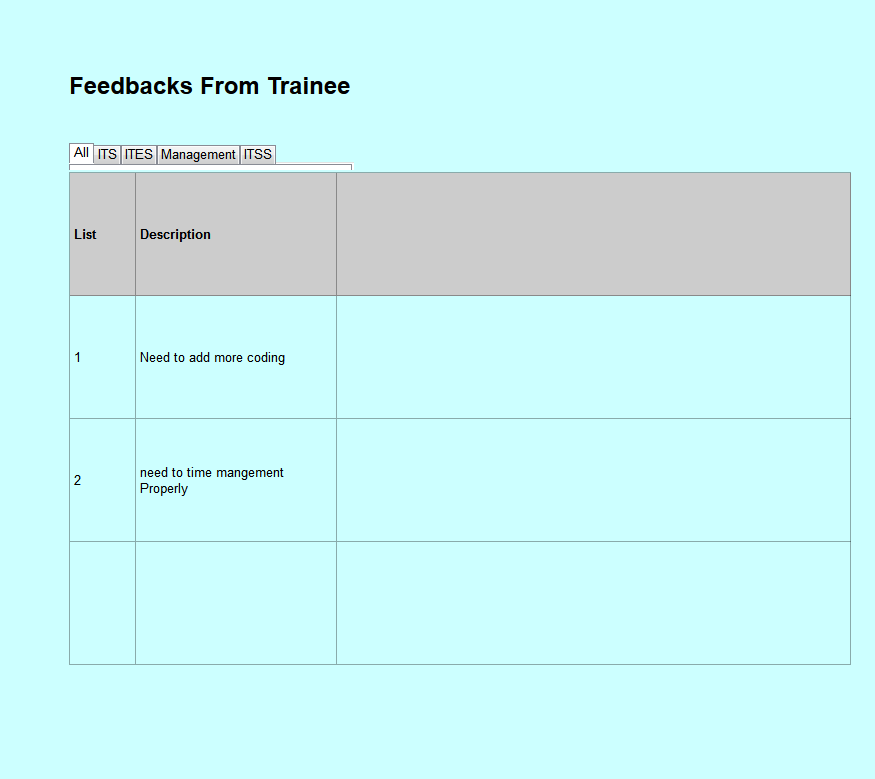 Feedbacks From Trainee
All ITS ITES Management ITSS
List Description
1 Need to add more coding
2 need to time mangement
Properly